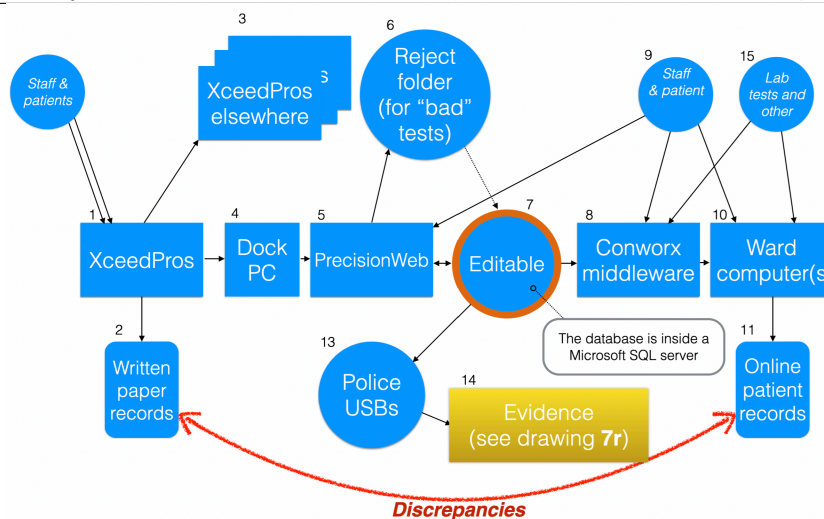 3
6
9
15
Staff &
patients
XceedPros
elsewhere
s
Reject
folder
(for “bad”
tests)
Staff
& patient
Lab
tests and
other
1
4
5
7
8
10
XceedPros
Dock
PC
PrecisionWeb
Editable
Conworx
middleware
Ward
computer(s
2
13
14
11
The database is inside a
Microsoft SQL server
Written
paper
records
Police
USBs
Evidence
(see drawing 7r)
Online
patient
records
Discrepancies